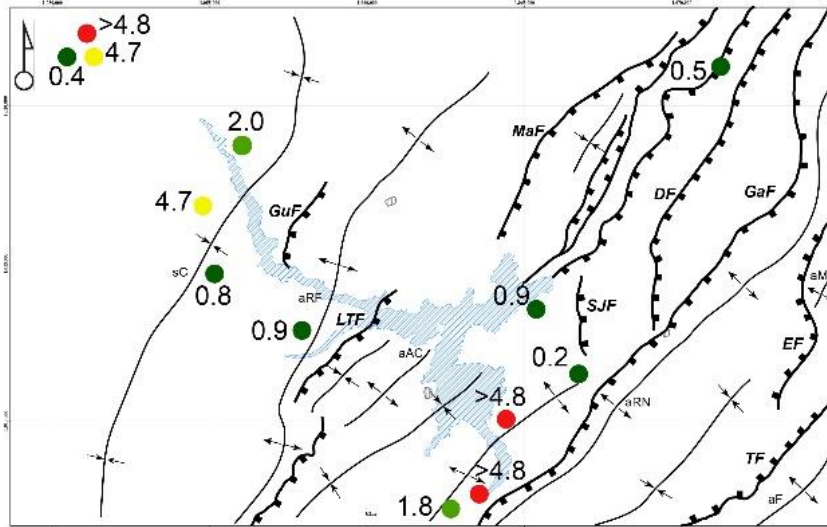 >4.8
0.4
4.7
0.5
2.0
MaF
DF
GaF
4.7
GuF
sC
0.8
aRF
aM
0.9
SJF
0.9
LTF
EF
aAC
0.2
>4.8
aRN
>4.8
TF
1.8
aF